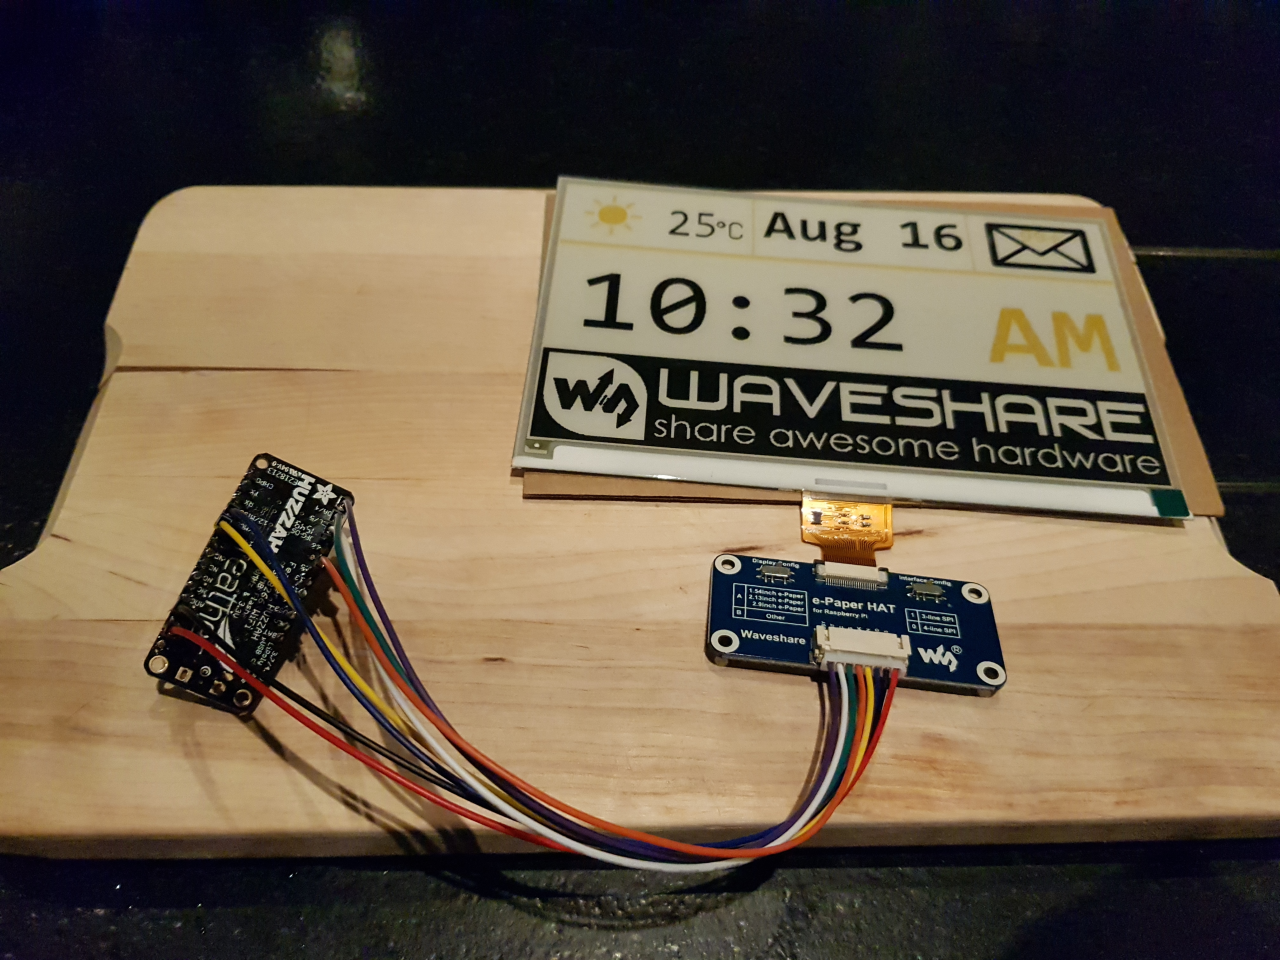 25°C
Aug 16
10:32
AM
WAVESHARE
share awesome hardware
Display Config
Interface Config
A
1.54inch e-Paper
2.13inch e-Paper
2.9inch e-Paper
B
Other
e-Paper HAT
for Raspberry Pi
1
3-line SPI
0
4-line SPI
Waveshare
®
HUZZAH
E218213